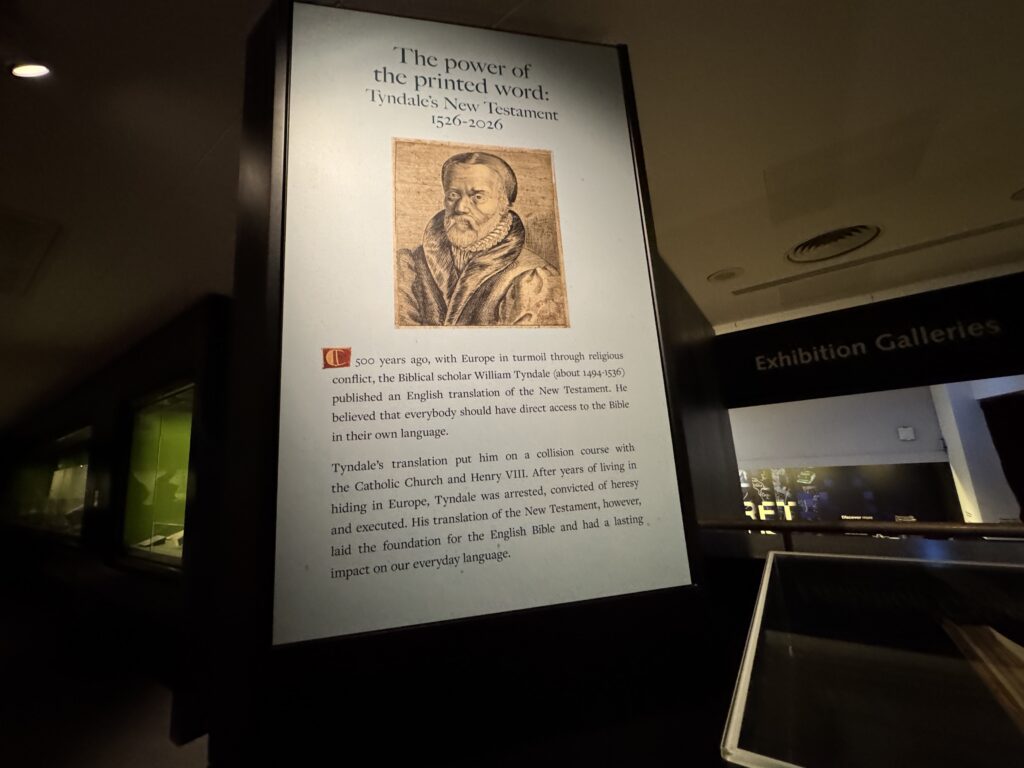 The power of
the printed word:
Tyndale's New Testament
1526-2026
500 years ago, with Europe in turmoil through religious
conflict, the Biblical scholar William Tyndale (about 1494-1536)
published an English translation of the New Testament. He
believed that everybody should have direct access to the Bible
in their own language.
Tyndale's translation put him on a collision course with
the Catholic Church and Henry VIII. After years of living in
hiding in Europe, Tyndale was arrested, convicted of heresy
and executed. His translation of the New Testament, however,
laid the foundation for the English Bible and had a lasting
impact on our everyday language.
Exhibition Galleries
Discover more